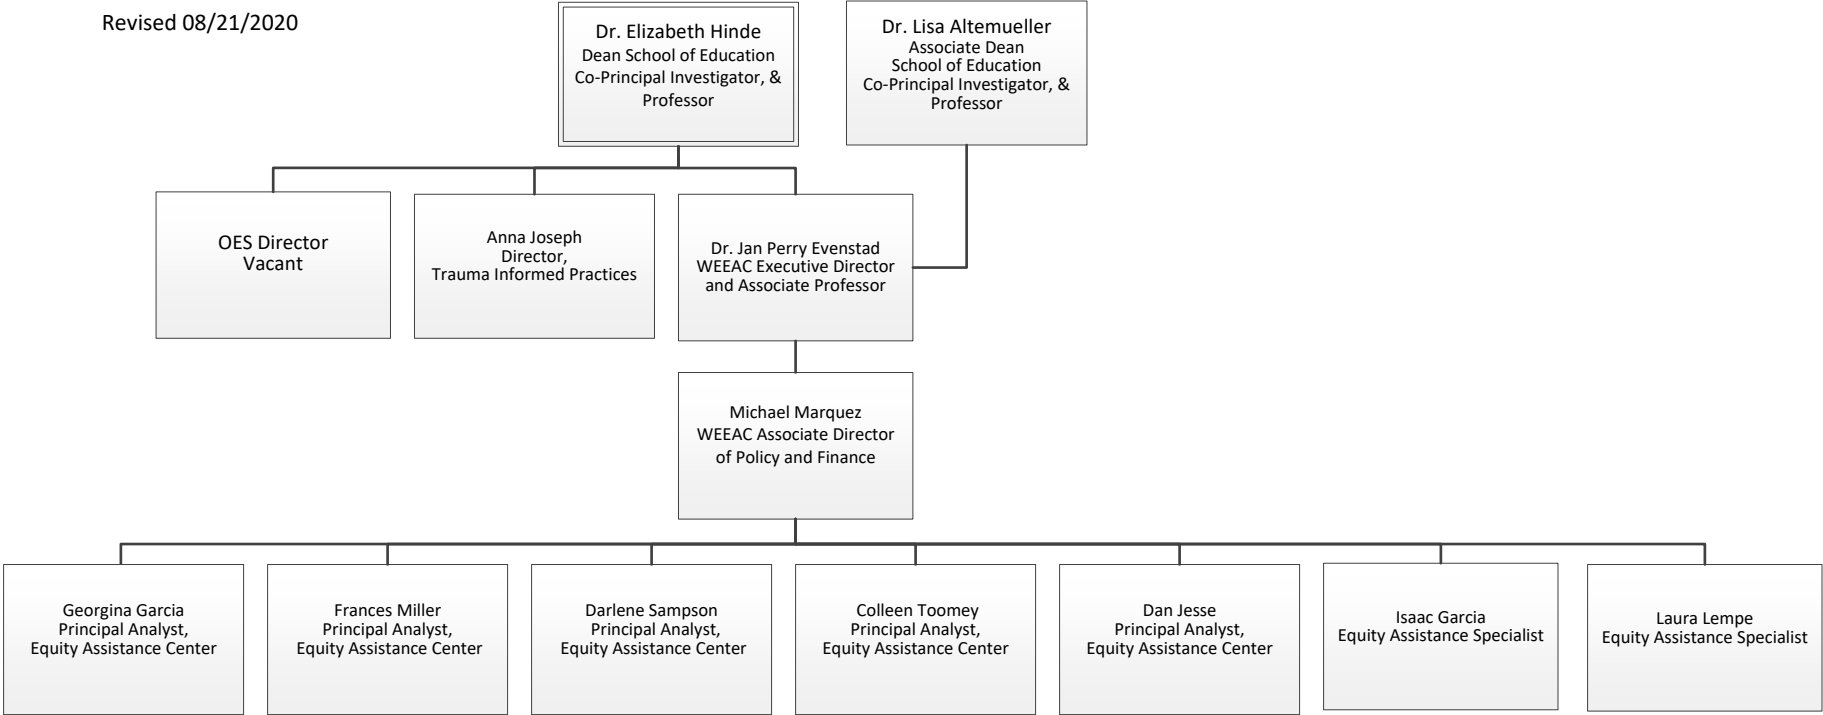 Revised 08/21/2020
Dr. Elizabeth Hinde
Dean School of Education
Co-Principal Investigator, &
Professor
Dr. Lisa Altemueller
Associate Dean
School of Education
Co-Principal Investigator, &
Professor
OES Director
Vacant
Anna Joseph
Director,
Trauma Informed Practices
Dr. Jan Perry Evenstad
WEEAC Executive Director
and Associate Professor
Michael Marquez
WEEAC Associate Director
of Policy and Finance
Georgina Garcia
Principal Analyst,
Equity Assistance Center
Frances Miller
Principal Analyst,
Equity Assistance Center
Darlene Sampson
Principal Analyst,
Equity Assistance Center
Colleen Toomey
Principal Analyst,
Equity Assistance Center
Dan Jesse
Principal Analyst,
Equity Assistance Center
Isaac Garcia
Equity Assistance Specialist
Laura Lempe
Equity Assistance Specialist